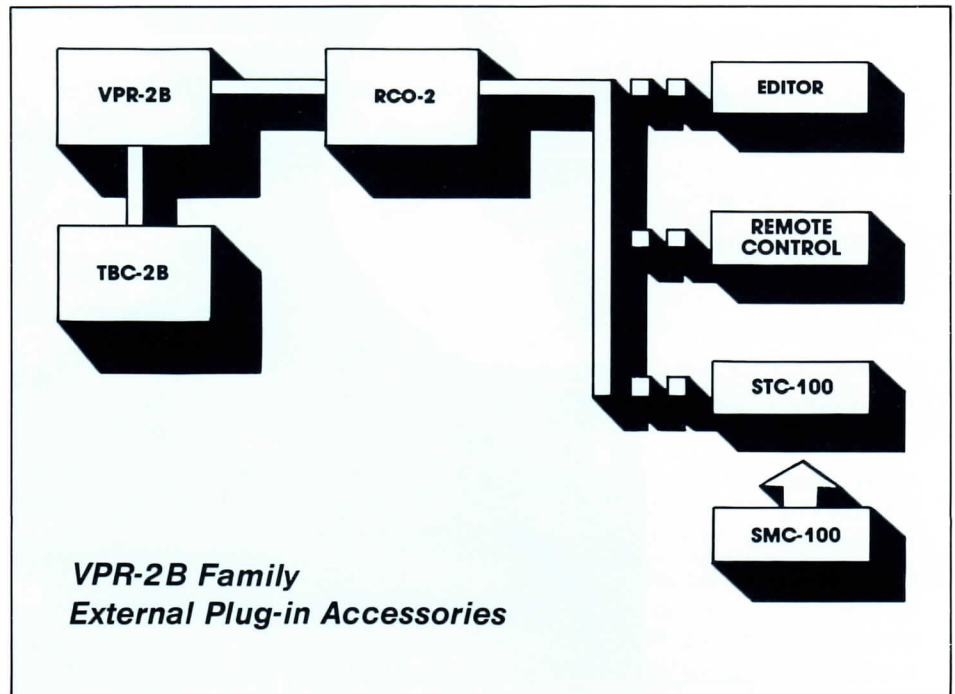 VPR-2B
RCO-2
EDITOR
TBC-2B
REMOTE
CONTROL
STC-100
SMC-100
VPR-2B Family
External Plug-in Accessories